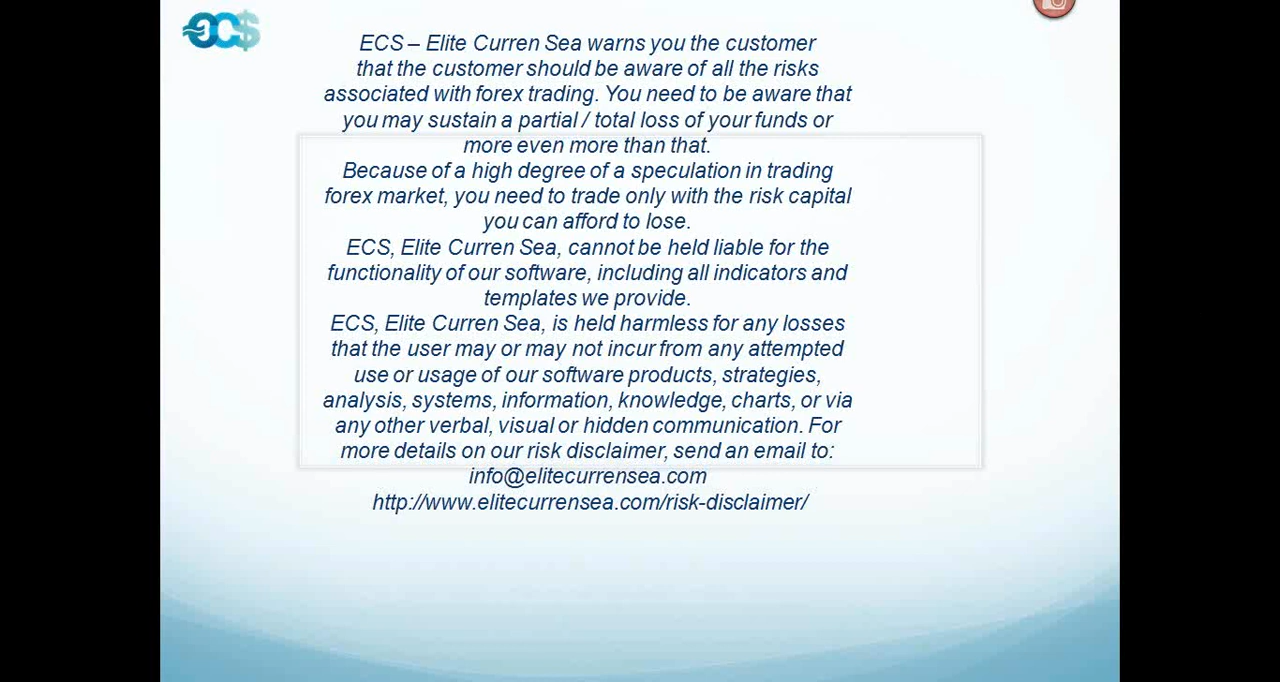 ECS
ECS – Elite Curren Sea warns you the customer
that the customer should be aware of all the risks
associated with forex trading. You need to be aware that
you may sustain a partial / total loss of your funds or
more even more than that.
Because of a high degree of a speculation in trading
forex market, you need to trade only with the risk capital
you can afford to lose.
ECS, Elite Curren Sea, cannot be held liable for the
functionality of our software, including all indicators and
templates we provide.
ECS, Elite Curren Sea, is held harmless for any losses
that the user may or may not incur from any attempted
use or usage of our software products, strategies,
analysis, systems, information, knowledge, charts, or via
any other verbal, visual or hidden communication. For
more details on our risk disclaimer, send an email to:
info@elitecurrensea.com
http://www.elitecurrensea.com/risk-disclaimer/